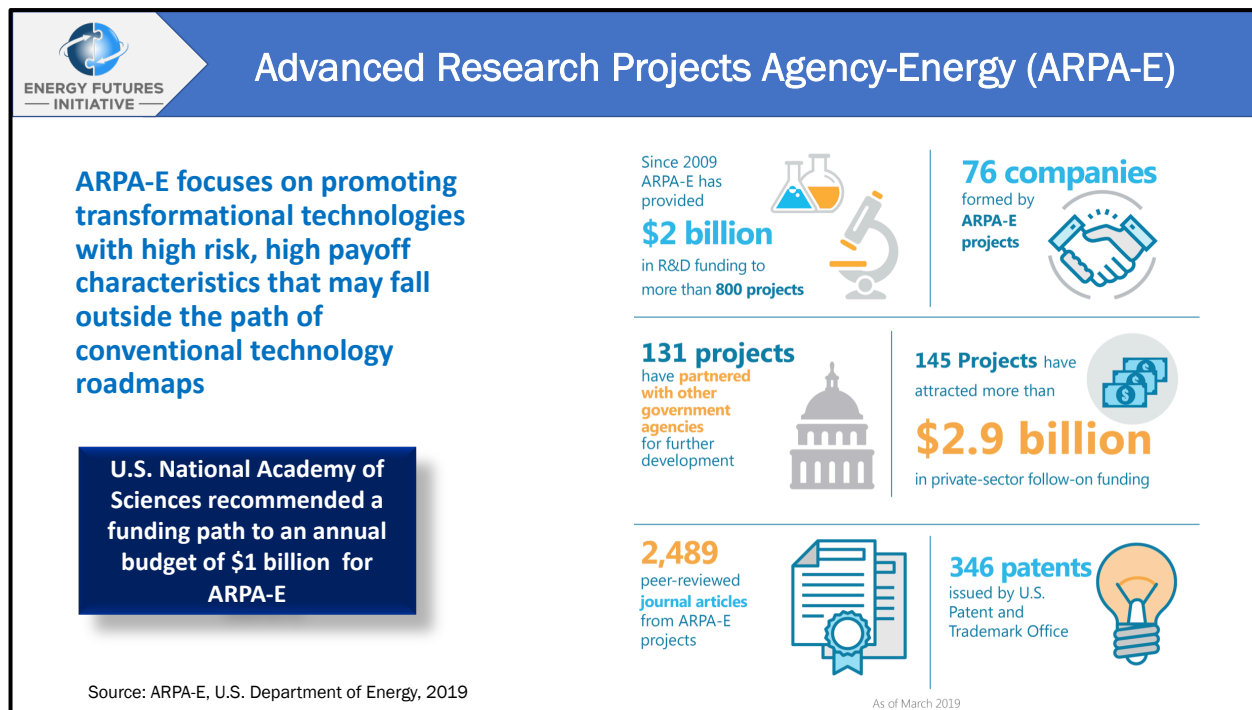 ENERGY FUTURES
INITIATIVE
Advanced Research Projects Agency-Energy (ARPA-E)
ARPA-E focuses on promoting
transformational technologies
with high risk, high payoff
characteristics that may fall
outside the path of
conventional technology
roadmaps
U.S. National Academy of
Sciences recommended a
funding path to an annual
budget of $1 billion for
ARPA-E
Since 2009
ARPA-E has
provided
$2 billion
in R&D funding to
more than 800 projects
76 companies
formed by
ARPA-E
projects
131 projects
have partnered
with other
government
agencies
for further
development
145 Projects have
attracted more than
$2.9 billion
in private-sector follow-on funding
2,489
peer-reviewed
journal articles
from ARPA-E
projects
346 patents
issued by U.S.
Patent and
Trademark Office
Source: ARPA-E, U.S. Department of Energy, 2019
As of March 2019